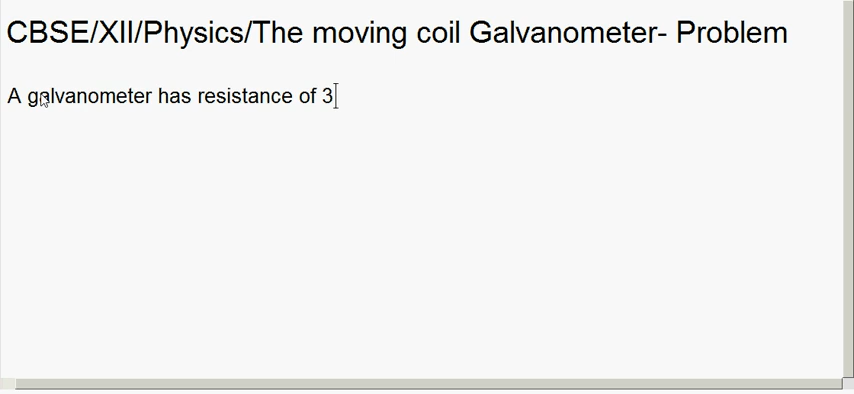 CBSE/XII/Physics/The moving coil Galvanometer- Problem
A galvanometer has resistance of 3